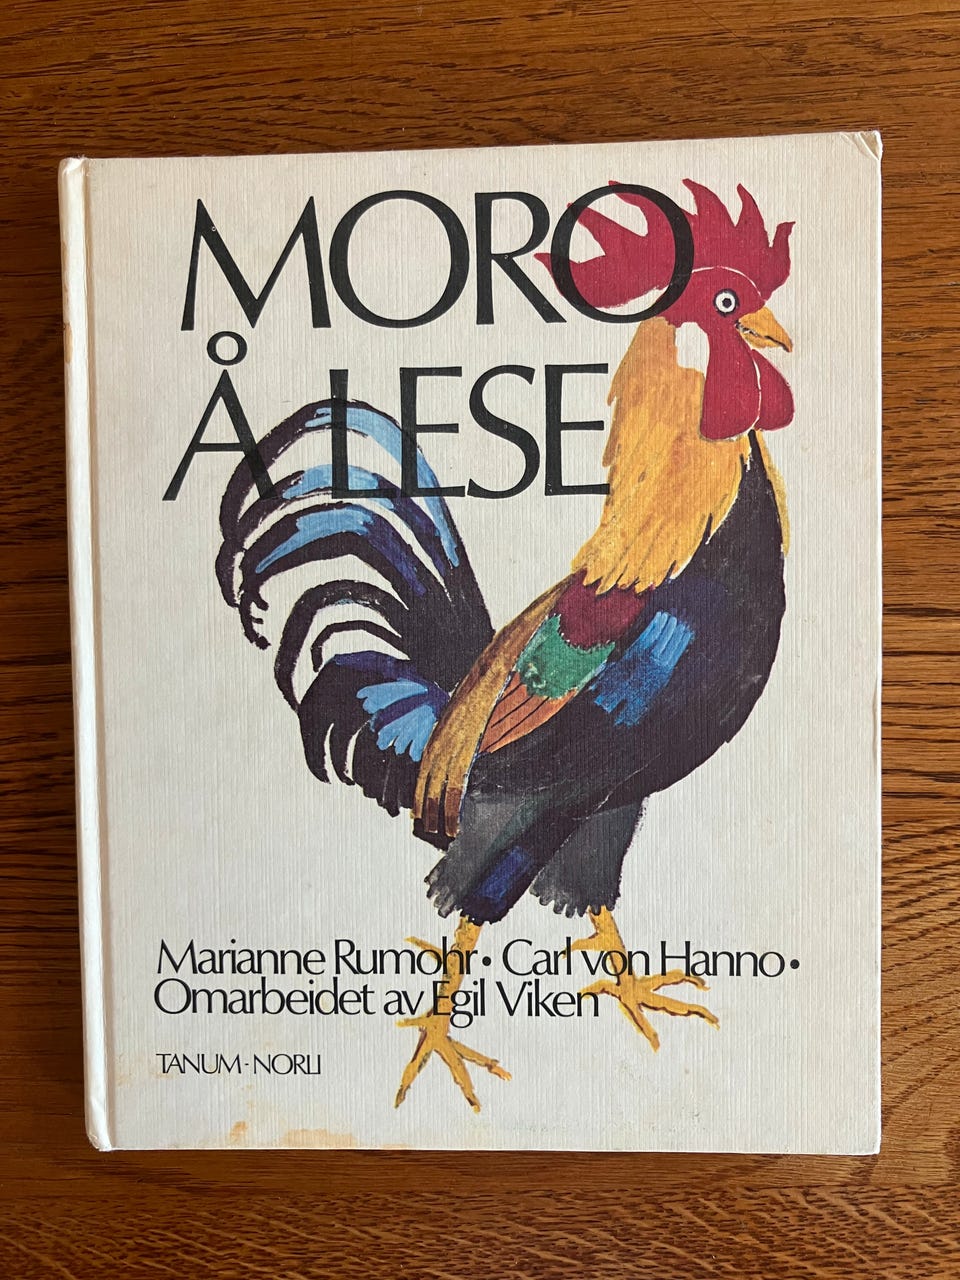 MORO
Å LESE
Marianne Rumohr • Carl von Hanno •
Omarbeidet av Egil Viken
TANUM-NORLI